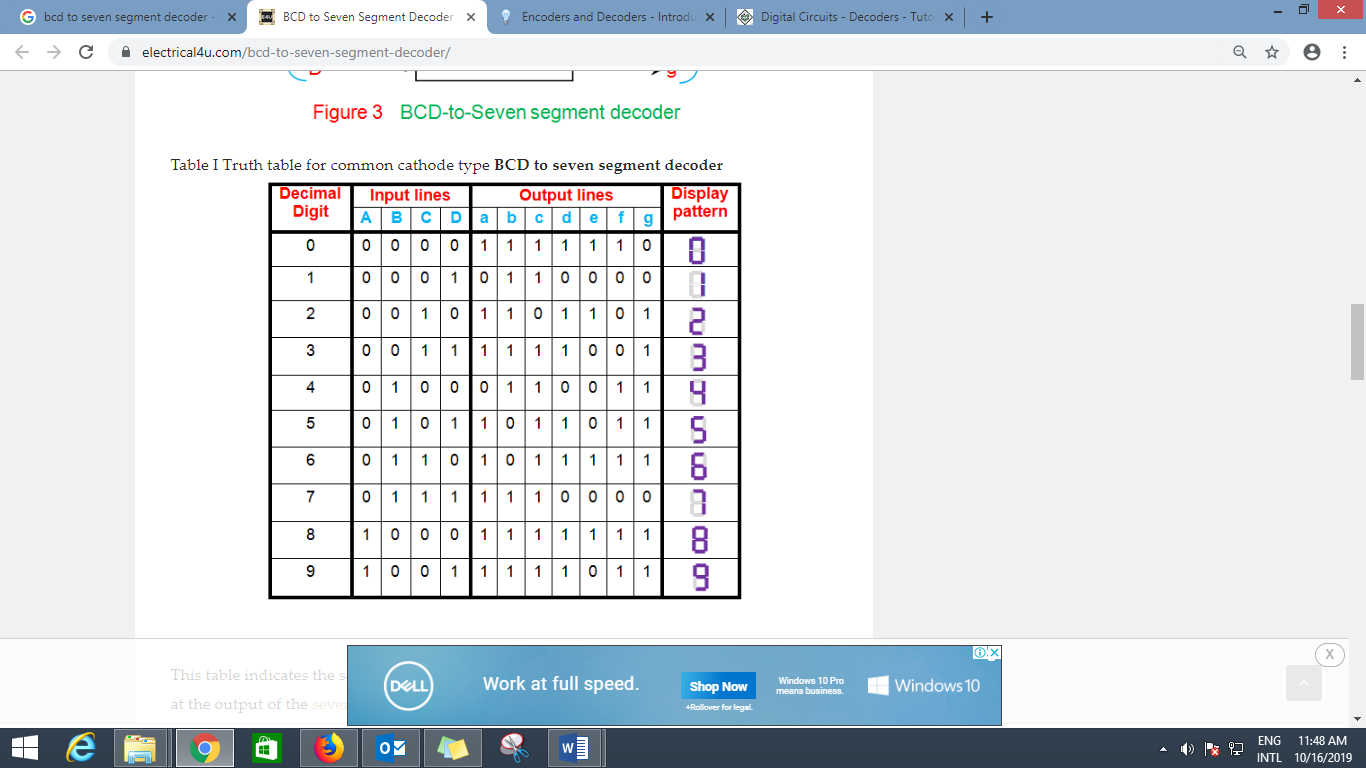 bcd to seven segment decoder -
BCD to Seven Segment Decoder
Encoders and Decoders - Introdu
Digital Circuits - Decoders - Tuto
electrical4u.com/bcd-to-seven-segment-decoder/
D
g
Figure 3 BCD-to-Seven segment decoder
Table I Truth table for common cathode type BCD to seven segment decoder
Decimal Digit Input lines Output lines Display pattern
A B C D a b c d e f g
0 0 0 0 0 1 1 1 1 1 1 0 0
1 0 0 0 1 0 1 1 0 0 0 0 1
2 0 0 1 0 1 1 0 1 1 0 1 2
3 0 0 1 1 1 1 1 1 0 0 1 3
4 0 1 0 0 0 1 1 0 0 1 1 4
5 0 1 0 1 1 0 1 1 0 1 1 5
6 0 1 1 0 1 0 1 1 1 1 1 6
7 0 1 1 1 1 1 1 0 0 0 0 7
8 1 0 0 0 1 1 1 1 1 1 1 8
9 1 0 0 1 1 1 1 1 0 1 1 9
This table indicates the s
at the output of the seve
DELL Work at full speed. Shop Now Windows 10 Pro means business. Windows 10
+Rollover for legal.
X
ENG 11:48 AM
INTL 10/16/2019